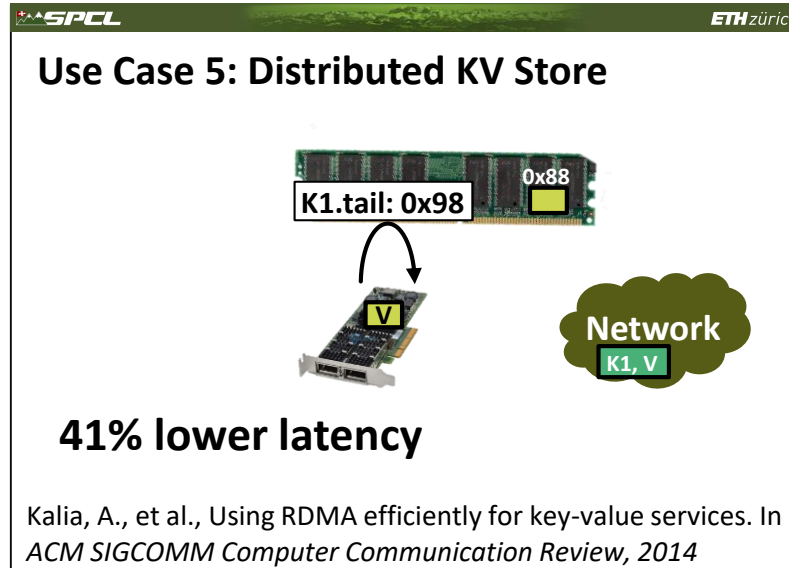 SPCL
ETHzüric
Use Case 5: Distributed KV Store
0x88
K1.tail: 0x98
V
Network
K1, V
41% lower latency
Kalia, A., et al., Using RDMA efficiently for key-value services. In
ACM SIGCOMM Computer Communication Review, 2014